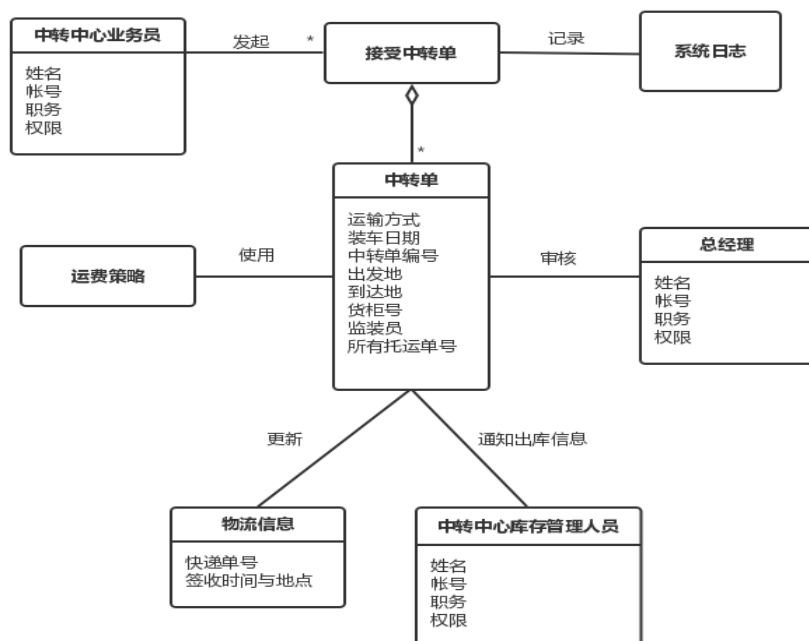 中转中心业务员
姓名
帐号
职务
权限
发起
*
接受中转单
记录
系统日志
*
中转单
运输方式
装车日期
中转单编号
出发地
到达地
货柜号
监装员
所有托运单号
运费策略
使用
审核
总经理
姓名
帐号
职务
权限
更新
通知出库信息
物流信息
快递单号
签收时间与地点
中转中心库存管理人员
姓名
帐号
职务
权限